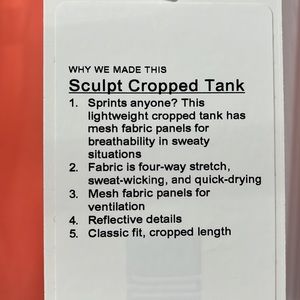 WHY WE MADE THIS
Sculpt Cropped Tank
1. Sprints anyone? This
lightweight cropped tank has
mesh fabric panels for
breathability in sweaty
situations
2. Fabric is four-way stretch,
sweat-wicking, and quick-drying
3. Mesh fabric panels for
ventilation
4. Reflective details
5. Classic fit, cropped length